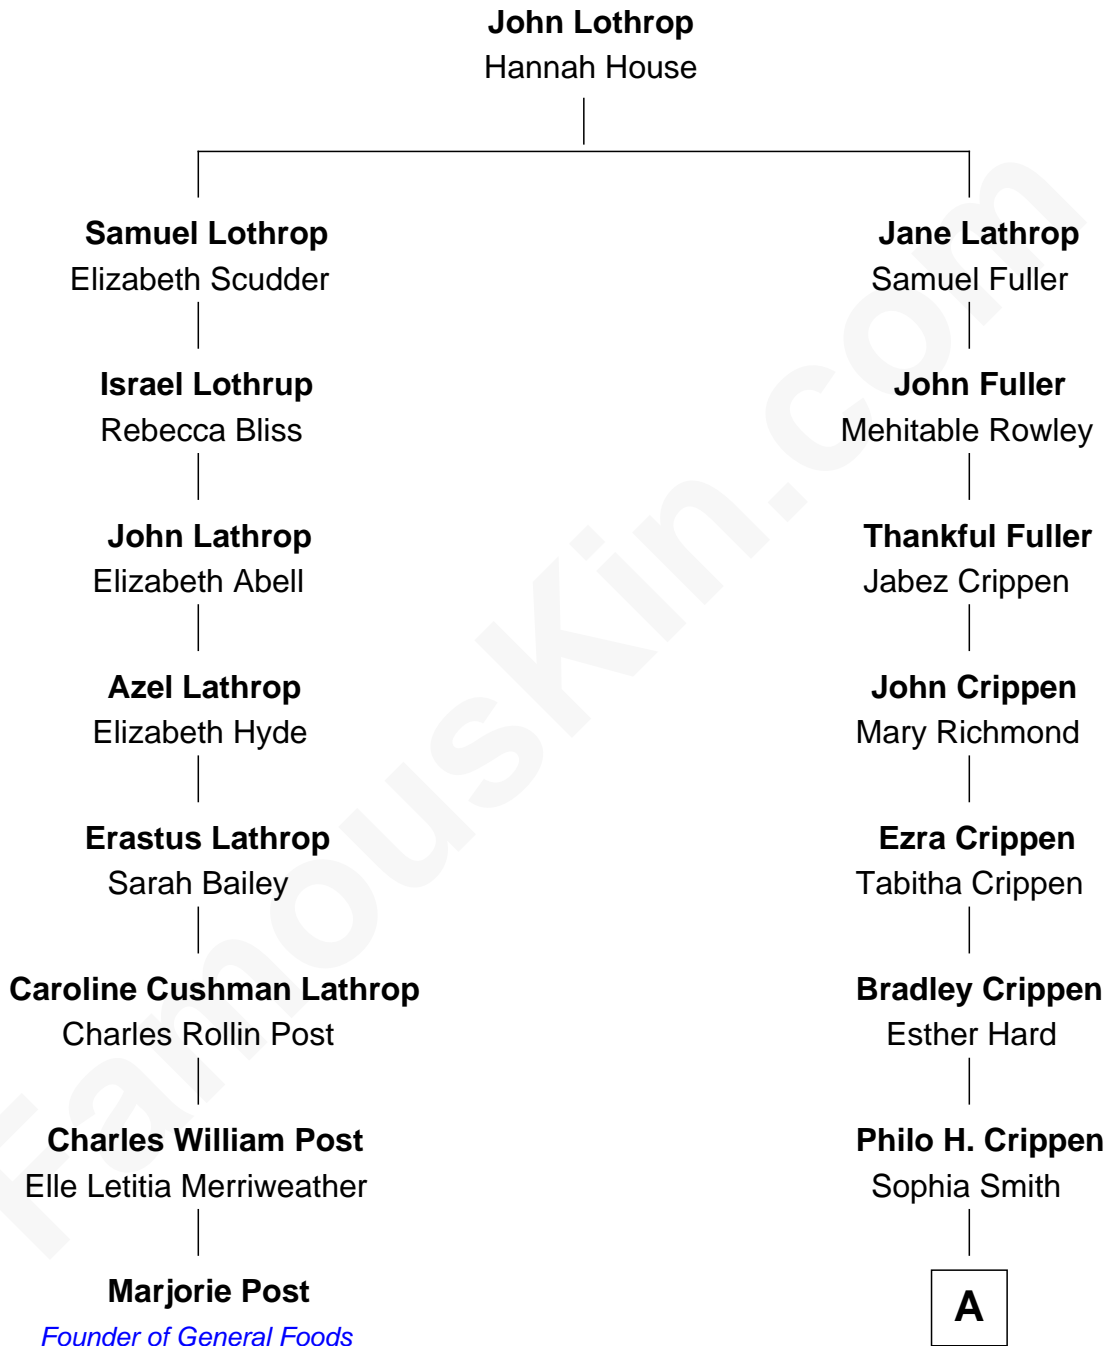 John Lothrop
Hannah House
Samuel Lothrop
Elizabeth Scudder
Jane Lathrop
Samuel Fuller
Israel Lothrup
Rebecca Bliss
John Fuller
Mehitable Rowley
John Lathrop
Elizabeth Abell
Thankful Fuller
Jabez Crippen
Azel Lathrop
Elizabeth Hyde
John Crippen
Mary Richmond
Erastus Lathrop
Sarah Bailey
Ezra Crippen
Tabitha Crippen
Caroline Cushman Lathrop
Charles Rollin Post
Bradley Crippen
Esther Hard
Charles William Post
Elle Letitia Merriweather
Philo H. Crippen
Sophia Smith
Marjorie Post
Founder of General Foods
A
FamousKin.com